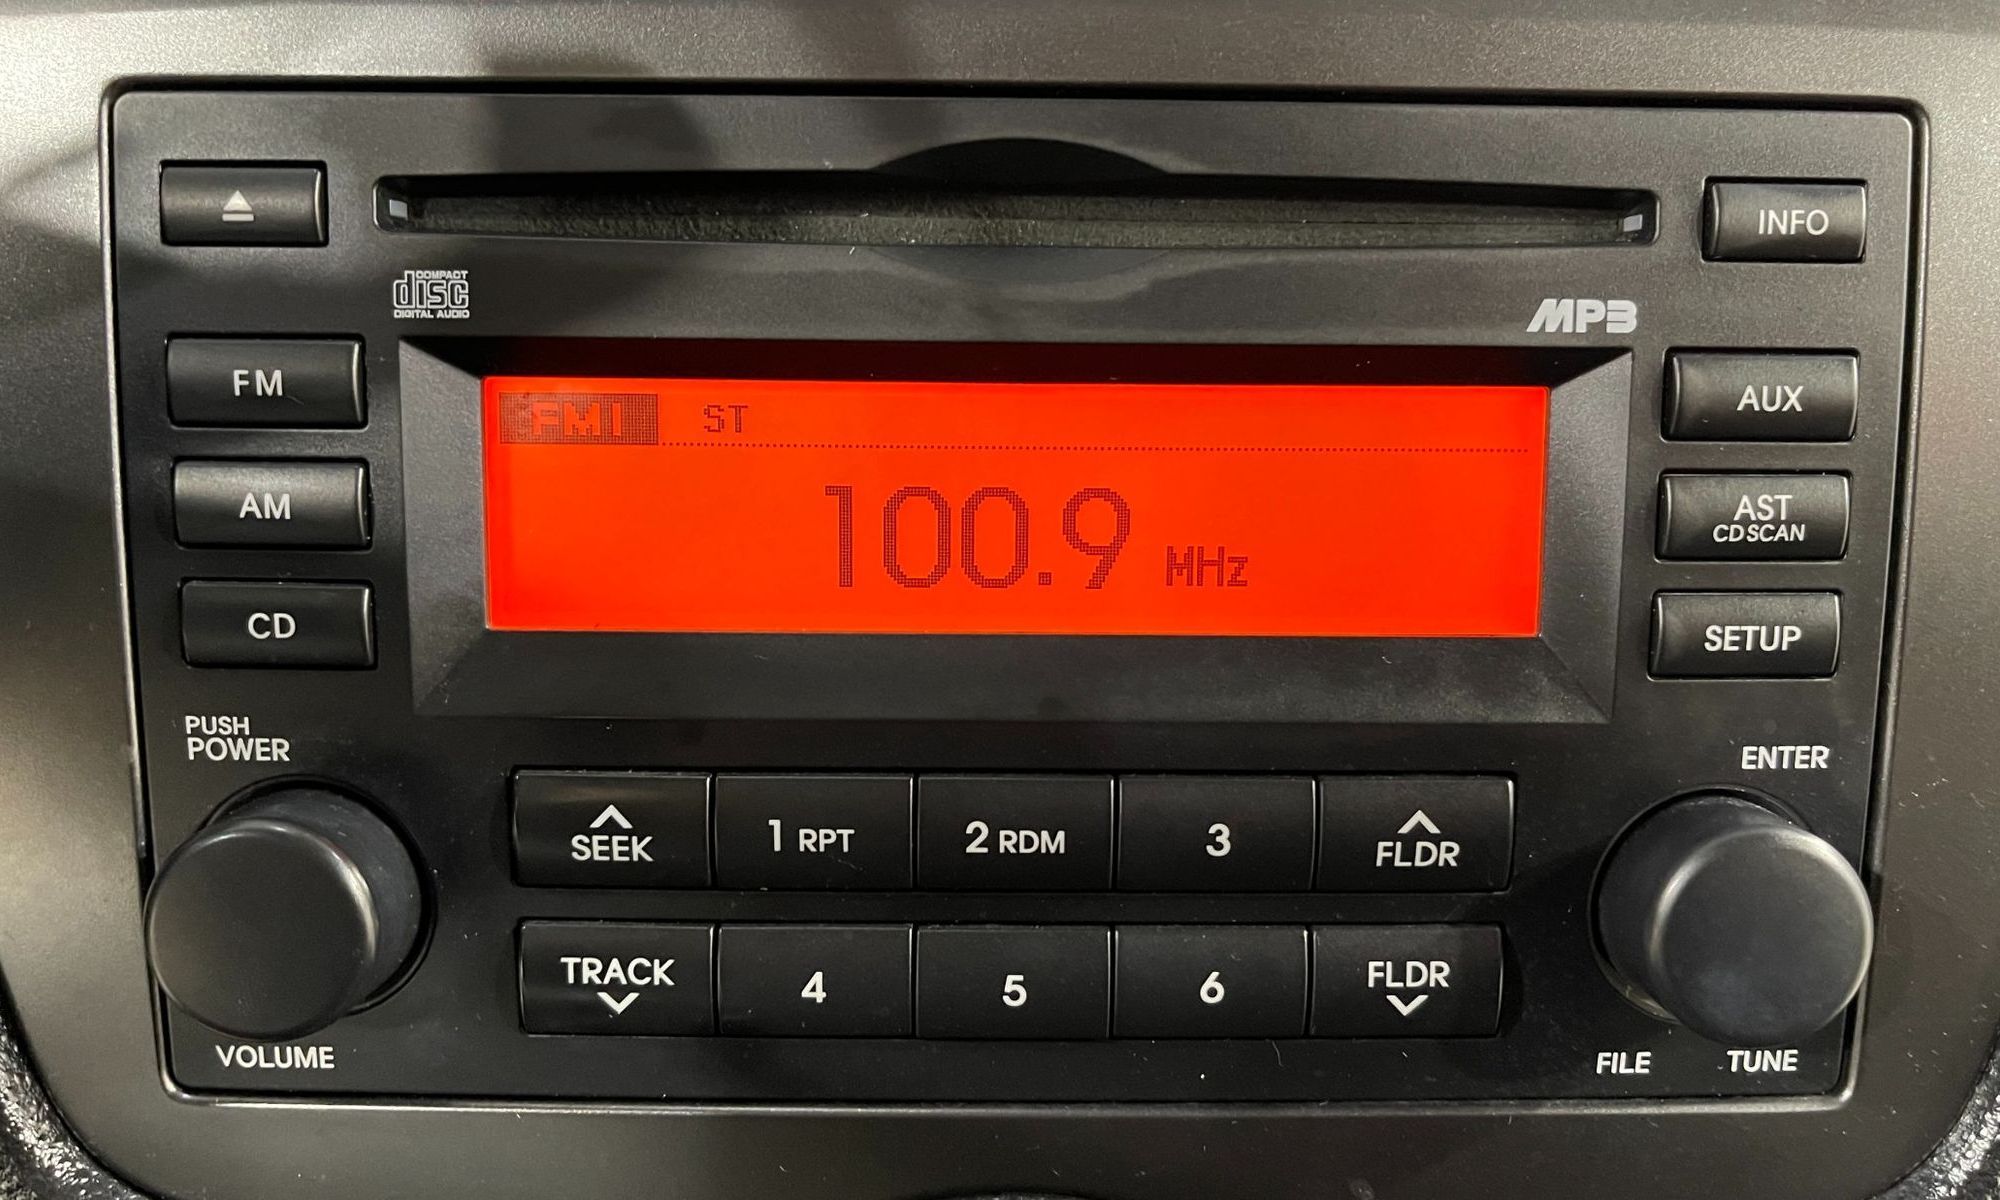 INFO
COMPACT
disc
DIGITAL AUDIO
MP3
FM
AM
CD
FM1 ST
100.9 MHz
AUX
AST
CD SCAN
SETUP
PUSH
POWER
VOLUME
SEEK
1 RPT
2 RDM
3
FLDR
TRACK
4
5
6
FLDR
ENTER
FILE
TUNE